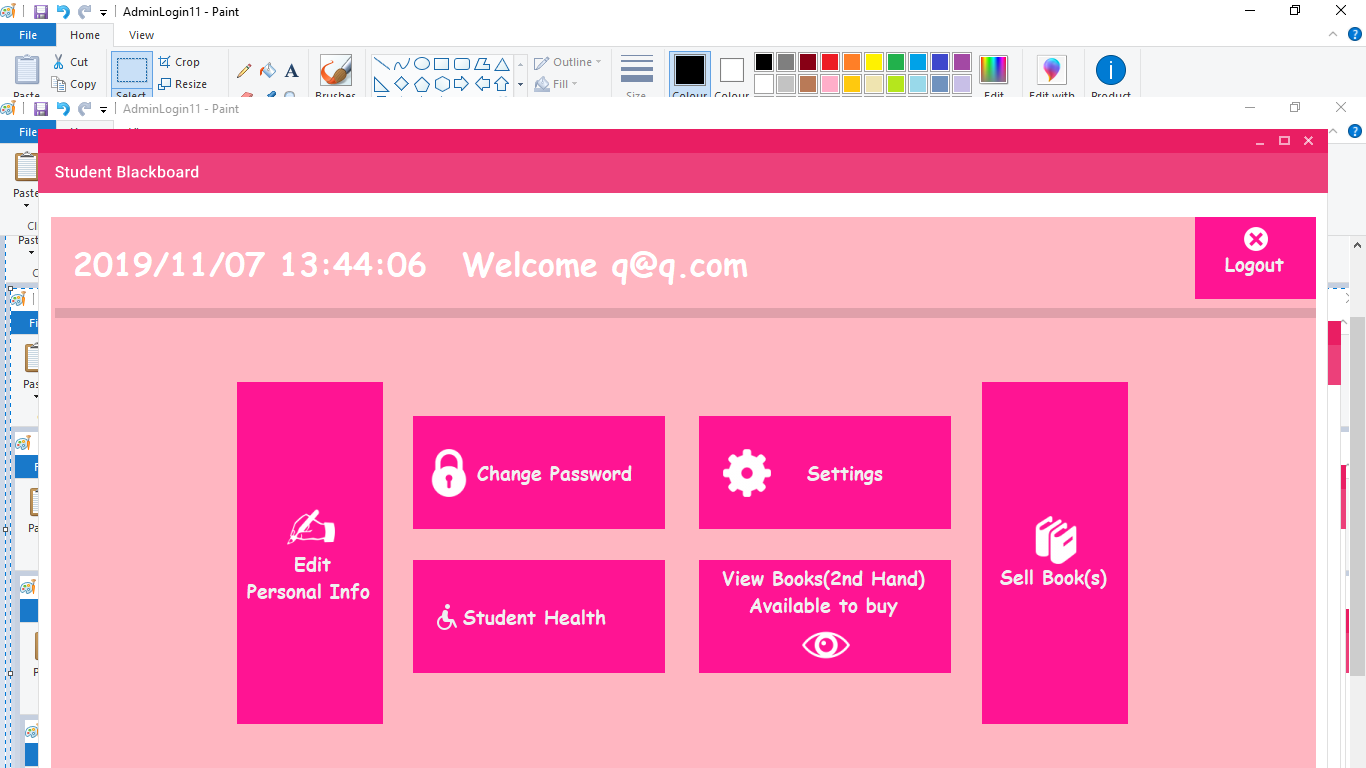 AdminLogin11 - Paint
File Home View
Cut
Copy
Paste
Select
Crop
Resize
Brushes
Outline
Fill
Size
Colour
Colour
Edit
Edit with
Product
AdminLogin11 - Paint
File
Paste
Student Blackboard
2019/11/07 13:44:06 Welcome q@q.com
Logout
Edit
Personal Info
Change Password
Settings
Student Health
View Books(2nd Hand)
Available to buy
Sell Book(s)